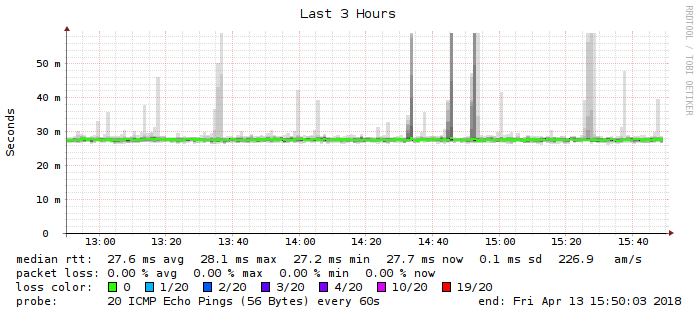 Last 3 Hours
RRDTOOL / TOBI OETIKER
Seconds
50 m
40 m
30 m
20 m
10 m
0
13:00 13:20 13:40 14:00 14:20 14:40 15:00 15:20 15:40
median rtt: 27.6 ms avg 28.1 ms max 27.2 ms min 27.7 ms now 0.1 ms sd 226.9 am/s
packet loss: 0.00 % avg 0.00 % max 0.00 % min 0.00 % now
loss color: 0 1/20 2/20 3/20 4/20 10/20 19/20
probe: 20 ICMP Echo Pings (56 Bytes) every 60s end: Fri Apr 13 15:50:03 2018